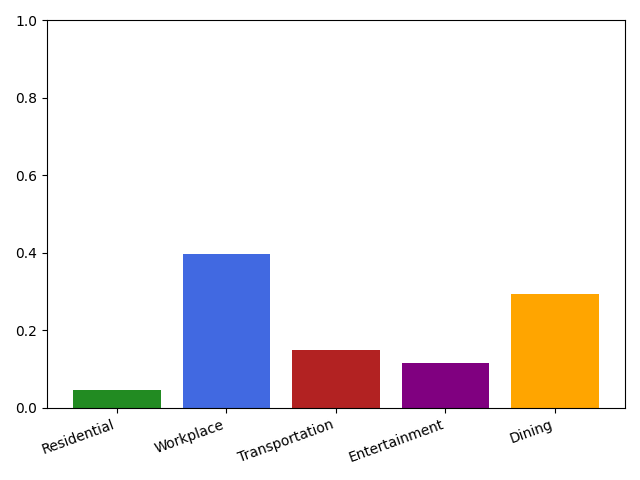 1.0
0.8
0.6
0.4
0.2
0.0
Residential
Workplace
Transportation
Entertainment
Dining